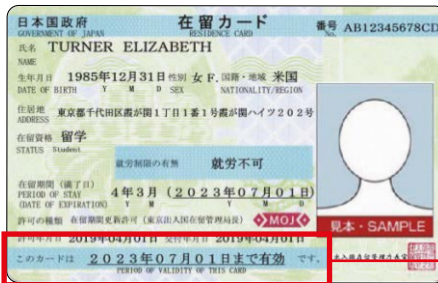 日本国政府 在留カード 番号 AB12345678CD
GOVERNMENT OF JAPAN RESIDENCE CARD No.
氏名 TURNER ELIZABETH
NAME
生年月日 1985年12月31日 性別 女 F. 国籍・地域 米国
DATE OF BIRTH Y M D SEX NATIONALITY/REGION
住居地 東京都千代田区霞が関1丁目1番1号霞が関ハイツ202号
ADDRESS
在留資格 留学
STATUS Student
就労制限の有無 就労不可
在留期間(満了日) 4年3月(2023年07月01日)
PERIOD OF STAY
(DATE OF EXPIRATION) Y M Y M D
許可の種類 在留期間更新許可(東京出入国在留管理局長) MOJ
見本・SAMPLE
許可年月日 2019年04月01日 交付年月日 2019年04月01日
このカードは 2023年07月01日まで有効 です。
PERIOD OF VALIDITY OF THIS CARD